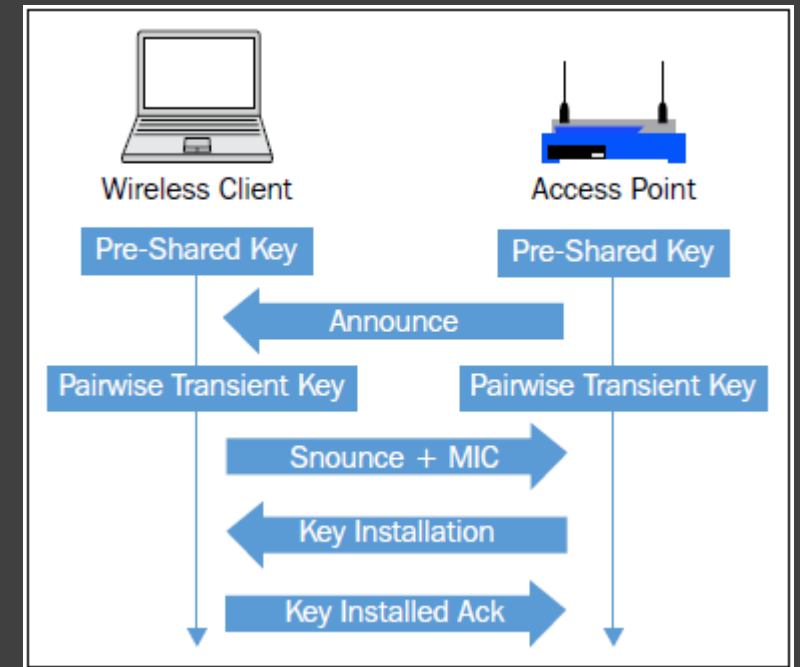 Wireless Client
Access Point
Pre-Shared Key
Pre-Shared Key
Announce
Pairwise Transient Key
Pairwise Transient Key
Snounce + MIC
Key Installation
Key Installed Ack